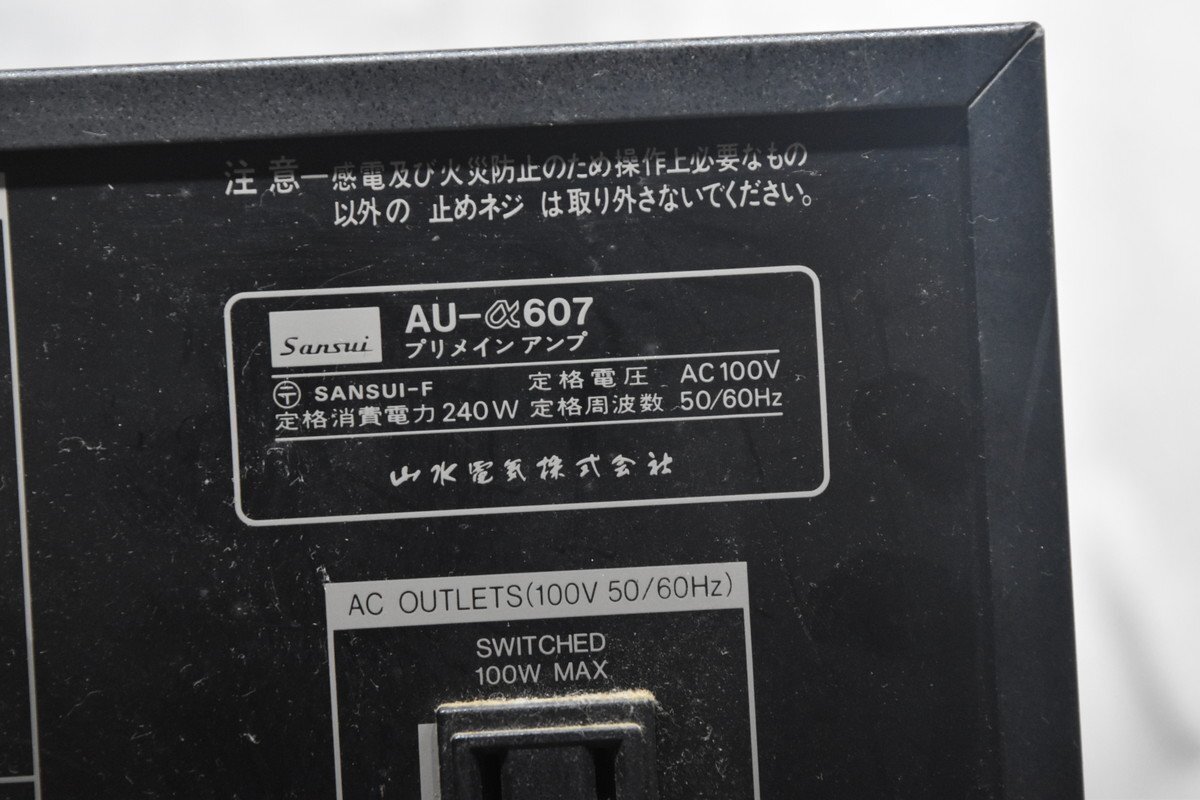 注意―感電及び火災防止のため操作上必要なもの
以外の 止めネジ は取り外さないでください。
Sansui
AU-α607
プリメインアンプ
〒 SANSUI-F 定格電圧 AC100V
定格消費電力240W 定格周波数 50/60Hz
山水電気株式会社
AC OUTLETS(100V 50/60Hz)
SWITCHED
100W MAX